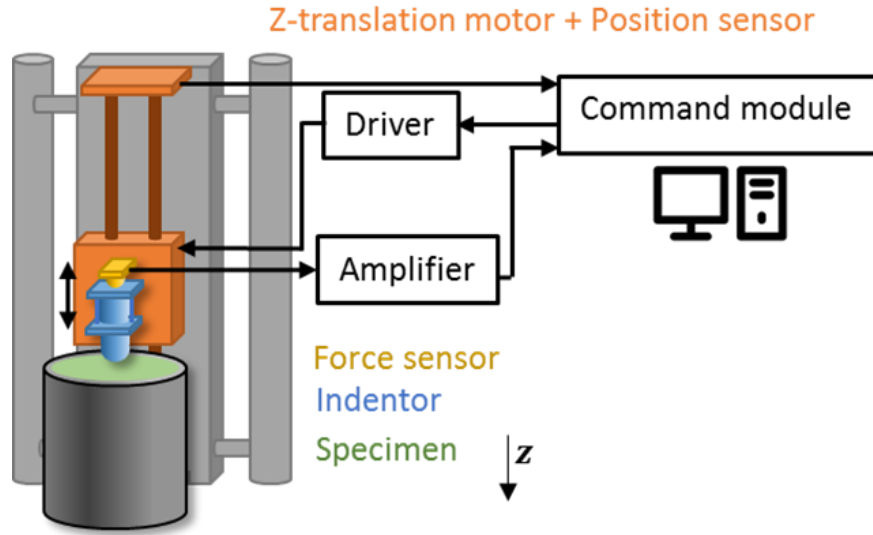 Z-translation motor + Position sensor
Command module
Driver
Amplifier
Force sensor
Indentor
Specimen
z